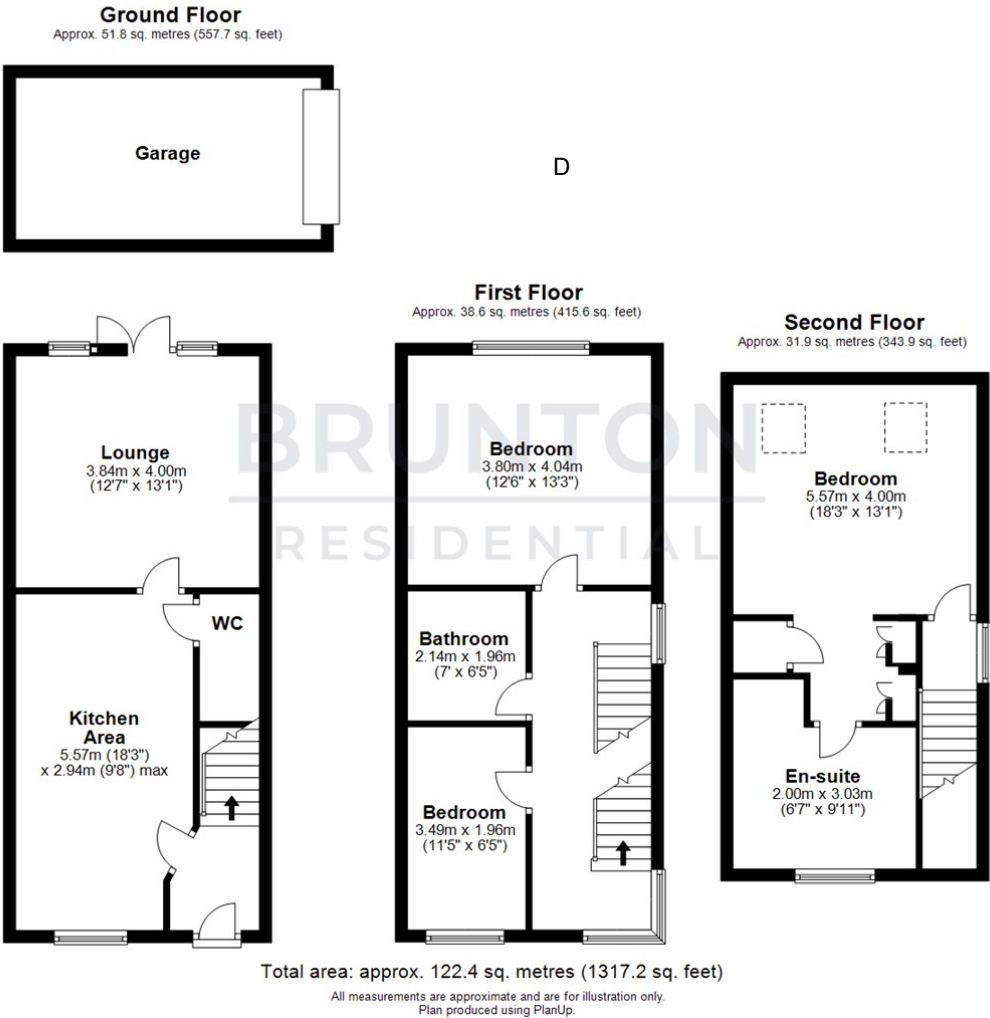 Ground Floor
Approx. 51.8 sq. metres (557.7 sq. feet)
Garage
D
Lounge
3.84m x 4.00m
(12'7" x 13'1")
WC
Kitchen
Area
5.57m (18'3")
x 2.94m (9'8") max
First Floor
Approx. 38.6 sq. metres (415.6 sq. feet)
Bedroom
3.80m x 4.04m
(12'6" x 13'3")
Bathroom
2.14m x 1.96m
(7' x 6'5")
Bedroom
3.49m x 1.96m
(11'5" x 6'5")
Second Floor
Approx. 31.9 sq. metres (343.9 sq. feet)
Bedroom
5.57m x 4.00m
(18'3" x 13'1")
En-suite
2.00m x 3.03m
(6'7" x 9'11")
BRUNTON
RESIDENTIAL
Total area: approx. 122.4 sq. metres (1317.2 sq. feet)
All measurements are approximate and are for illustration only.
Plan produced using PlanUp.